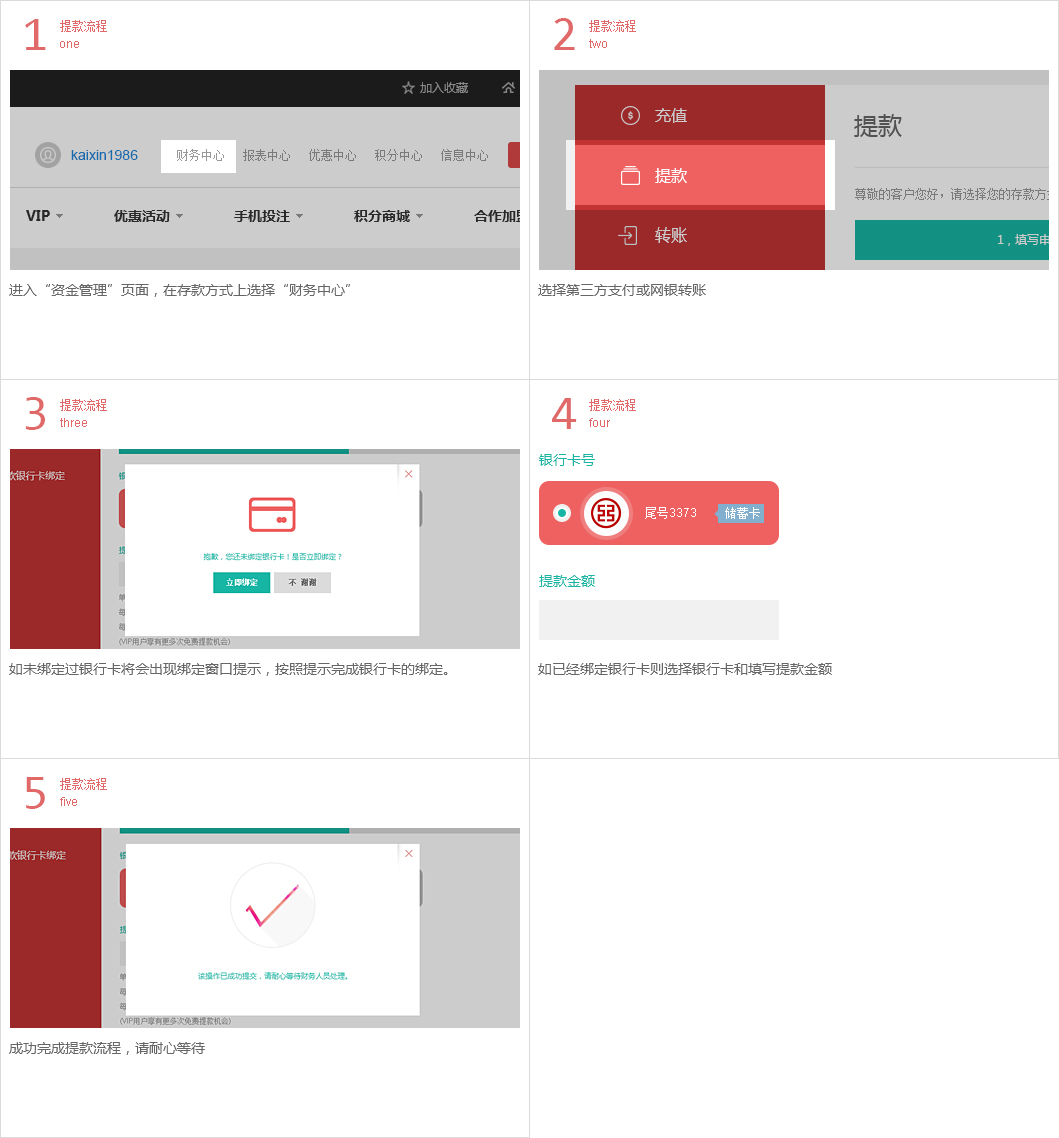 1 提款流程
one
加入收藏
kaixin1986 财务中心 报表中心 优惠中心 积分中心 信息中心
VIP 优惠活动 手机投注 积分商城 合作加盟
进入“资金管理”页面，在存款方式上选择“财务中心”
2 提款流程
two
充值
提款
转账
提款
尊敬的客户您好，请选择您的存款方
1，填写申
选择第三方支付或网银转账
3 提款流程
three
款银行卡绑定
抱歉，您还未绑定银行卡！是否立即绑定？
立即绑定 不 谢谢
(VIP用户享有更多次免费提款机会)
如未绑定过银行卡将会出现绑定窗口提示，按照提示完成银行卡的绑定。
4 提款流程
four
银行卡号
尾号3373 储蓄卡
提款金额
如已经绑定银行卡则选择银行卡和填写提款金额
5 提款流程
five
款银行卡绑定
该操作已成功提交，请耐心等待财务人员处理。
(VIP用户享有更多次免费提款机会)
成功完成提款流程，请耐心等待